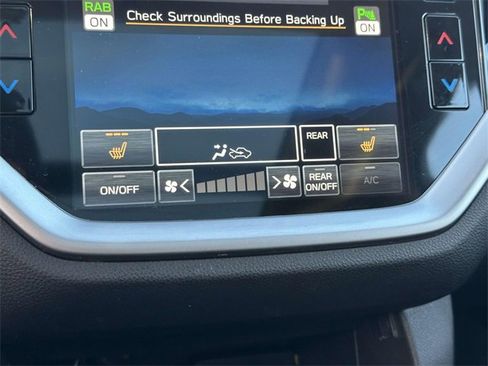 RAB
ON
Check Surroundings Before Backing Up
P
ON
REAR
ON/OFF
REAR
ON/OFF
A/C